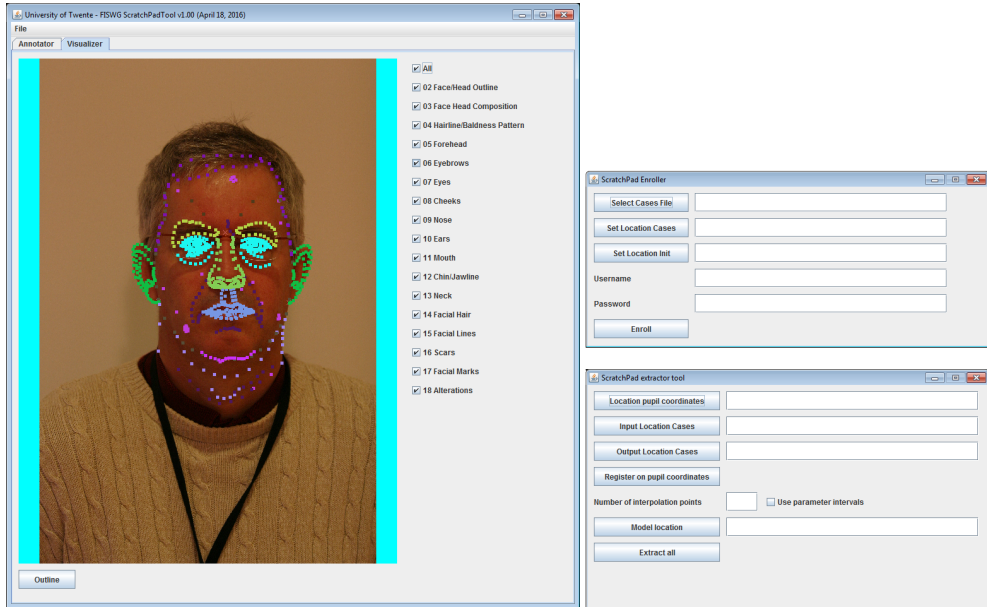 University of Twente - FISWG ScratchPadTool v1.00 (April 18, 2016)
File
Annotator Visualizer
All
02 Face/Head Outline
03 Face Head Composition
04 Hairline/Baldness Pattern
05 Forehead
06 Eyebrows
07 Eyes
08 Cheeks
09 Nose
10 Ears
11 Mouth
12 Chin/Jawline
13 Neck
14 Facial Hair
15 Facial Lines
16 Scars
17 Facial Marks
18 Alterations
Outline
ScratchPad Enroller
Select Cases File
Set Location Cases
Set Location Init
Username
Password
Enroll
ScratchPad extractor tool
Location pupil coordinates
Input Location Cases
Output Location Cases
Register on pupil coordinates
Number of interpolation points Use parameter intervals
Model location
Extract all